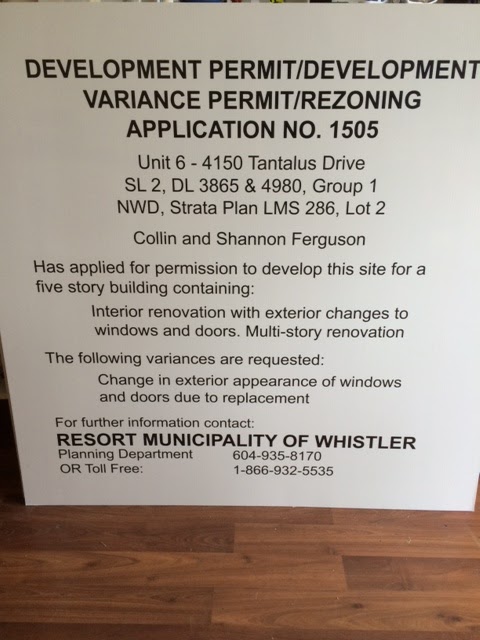 DEVELOPMENT PERMIT/DEVELOPMENT
VARIANCE PERMIT/REZONING
APPLICATION NO. 1505
Unit 6 - 4150 Tantalus Drive
SL 2, DL 3865 & 4980, Group 1
NWD, Strata Plan LMS 286, Lot 2
Collin and Shannon Ferguson
Has applied for permission to develop this site for a
five story building containing:
Interior renovation with exterior changes to
windows and doors. Multi-story renovation
The following variances are requested:
Change in exterior appearance of windows
and doors due to replacement
For further information contact:
RESORT MUNICIPALITY OF WHISTLER
Planning Department 604-935-8170
OR Toll Free: 1-866-932-5535